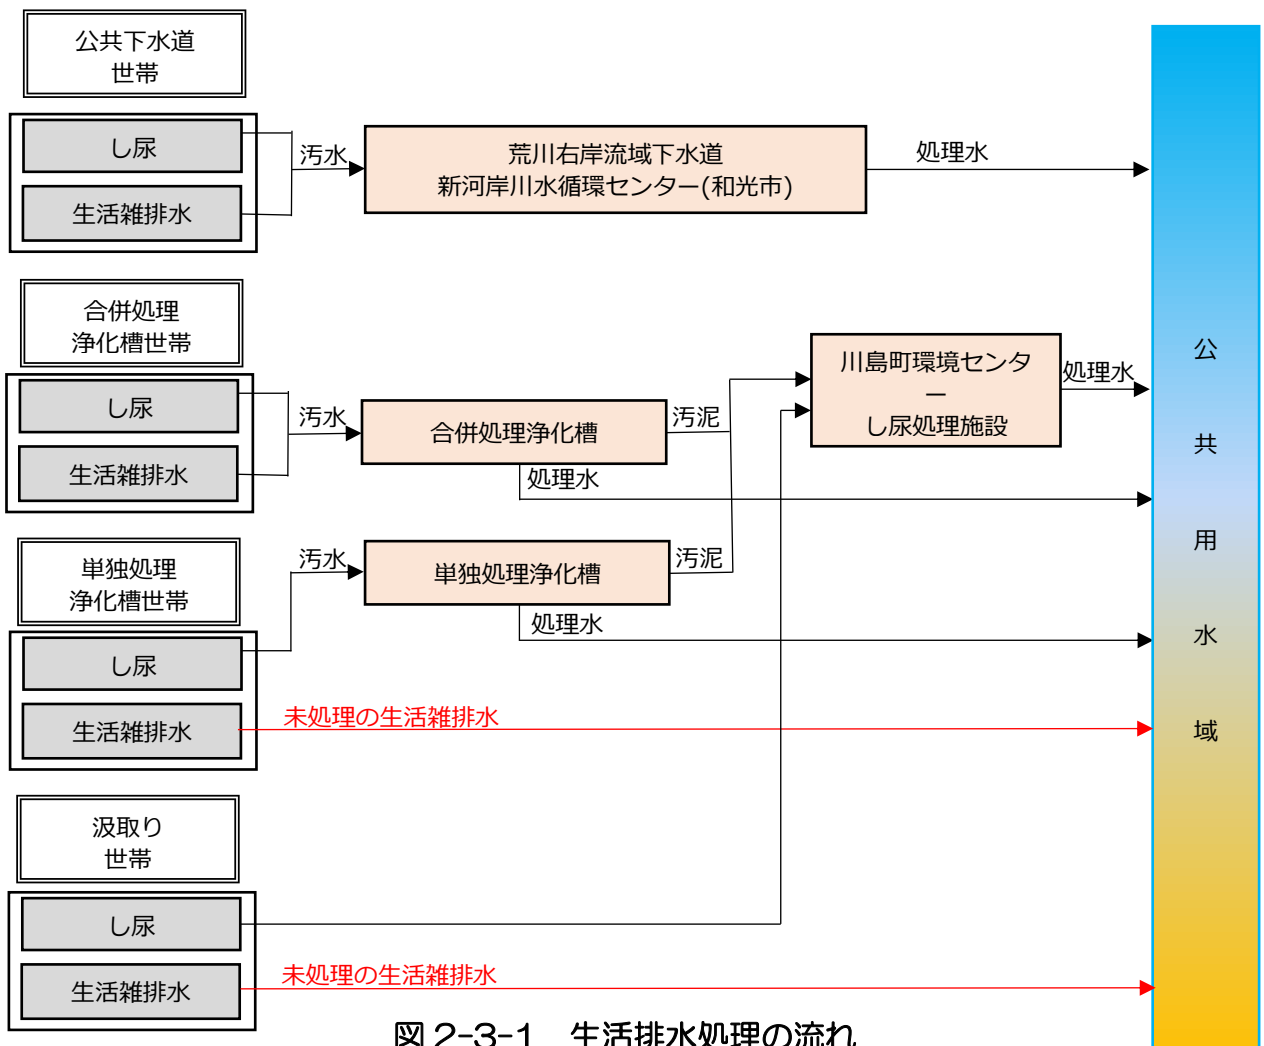 公共下水道
世帯
し尿
生活雑排水
汚水
荒川右岸流域下水道
新河岸川水循環センター(和光市)
処理水
合併処理
浄化槽世帯
し尿
生活雑排水
汚水
合併処理浄化槽
汚泥
処理水
川島町環境センタ
ー
し尿処理施設
処理水
単独処理
浄化槽世帯
し尿
生活雑排水
汚水
単独処理浄化槽
汚泥
処理水
未処理の生活雑排水
汲取り
世帯
し尿
生活雑排水
未処理の生活雑排水
公
共
用
水
域
図 2-3-1 生活排水処理の流れ